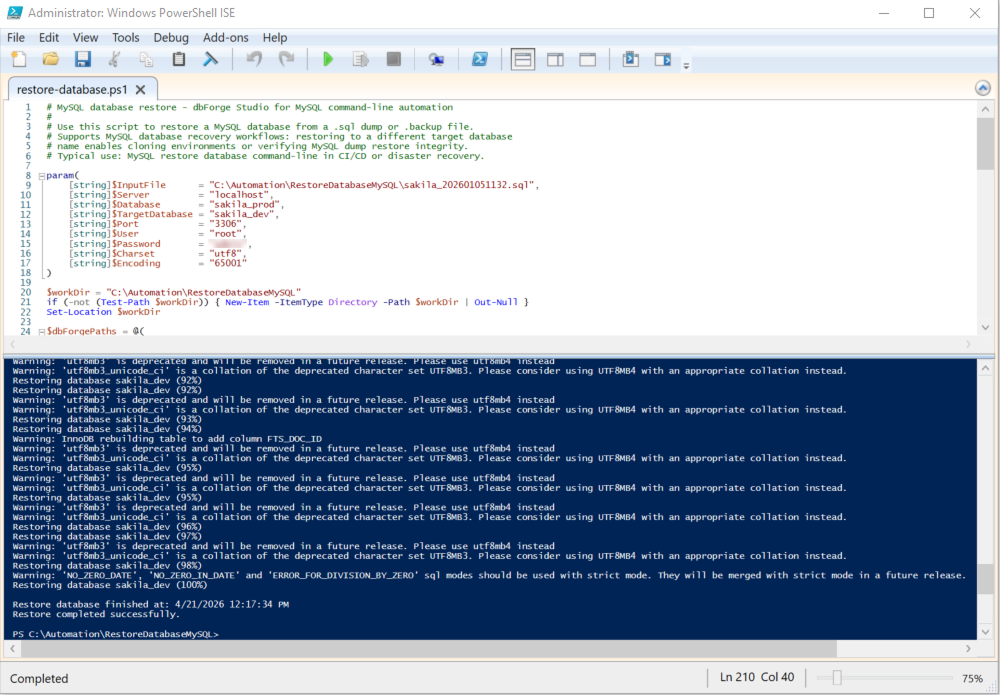 Administrator: Windows PowerShell ISE
File Edit View Tools Debug Add-ons Help
restore-database.ps1
1 # MySQL database restore - dbForge Studio for MySQL command-line automation
2 #
3 # Use this script to restore a MySQL database from a .sql dump or .backup file.
4 # Supports MySQL database recovery workflows: restoring to a different target database
5 # name enables cloning environments or verifying MySQL dump restore integrity.
6 # Typical use: MySQL restore database command-line in CI/CD or disaster recovery.
7
8 param(
9 [string]$InputFile = "C:\Automation\RestoreDatabaseMySQL\sakila_202601051132.sql",
10 [string]$Server = "localhost",
11 [string]$Database = "sakila_prod",
12 [string]$TargetDatabase = "sakila_dev",
13 [string]$Port = "3306",
14 [string]$User = "root",
15 [string]$Password = ,
16 [string]$Charset = "utf8",
17 [string]$Encoding = "65001"
18 )
19
20 $workDir = "C:\Automation\RestoreDatabaseMySQL"
21 if (-not (Test-Path $workDir)) { New-Item -ItemType Directory -Path $workDir | Out-Null }
22 Set-Location $workDir
23
24 $dbForgePaths = @(
Warning: 'utf8mb3' is deprecated and will be removed in a future release. Please use utf8mb4 instead
Warning: 'utf8mb3_unicode_ci' is a collation of the deprecated character set UTF8MB3. Please consider using UTF8MB4 with an appropriate collation instead.
Restoring database sakila_dev (92%)
Restoring database sakila_dev (92%)
Warning: 'utf8mb3' is deprecated and will be removed in a future release. Please use utf8mb4 instead
Warning: 'utf8mb3_unicode_ci' is a collation of the deprecated character set UTF8MB3. Please consider using UTF8MB4 with an appropriate collation instead.
Restoring database sakila_dev (93%)
Restoring database sakila_dev (94%)
Warning: InnoDB rebuilding table to add column FTS_DOC_ID
Warning: 'utf8mb3' is deprecated and will be removed in a future release. Please use utf8mb4 instead
Warning: 'utf8mb3_unicode_ci' is a collation of the deprecated character set UTF8MB3. Please consider using UTF8MB4 with an appropriate collation instead.
Restoring database sakila_dev (95%)
Warning: 'utf8mb3' is deprecated and will be removed in a future release. Please use utf8mb4 instead
Warning: 'utf8mb3_unicode_ci' is a collation of the deprecated character set UTF8MB3. Please consider using UTF8MB4 with an appropriate collation instead.
Restoring database sakila_dev (95%)
Warning: 'utf8mb3' is deprecated and will be removed in a future release. Please use utf8mb4 instead
Warning: 'utf8mb3_unicode_ci' is a collation of the deprecated character set UTF8MB3. Please consider using UTF8MB4 with an appropriate collation instead.
Restoring database sakila_dev (96%)
Restoring database sakila_dev (97%)
Warning: 'utf8mb3' is deprecated and will be removed in a future release. Please use utf8mb4 instead
Warning: 'utf8mb3_unicode_ci' is a collation of the deprecated character set UTF8MB3. Please consider using UTF8MB4 with an appropriate collation instead.
Restoring database sakila_dev (98%)
Warning: 'NO_ZERO_DATE', 'NO_ZERO_IN_DATE' and 'ERROR_FOR_DIVISION_BY_ZERO' sql modes should be used with strict mode. They will be merged with strict mode in a future release.
Restoring database sakila_dev (100%)
Restore database finished at: 4/21/2026 12:17:34 PM
Restore completed successfully.
PS C:\Automation\RestoreDatabaseMySQL>
Completed Ln 210 Col 40 75%